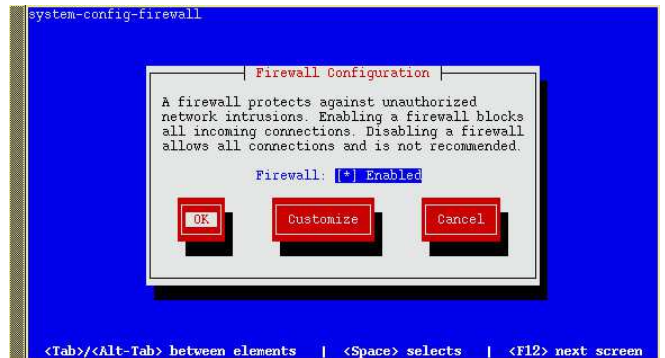 system-config-firewall
Firewall Configuration
A firewall protects against unauthorized
network intrusions. Enabling a firewall blocks
all incoming connections. Disabling a firewall
allows all connections and is not recommended.
Firewall: [*] Enabled
OK Customize Cancel
<Tab>/<Alt-Tab> between elements | <Space> selects | <F12> next screen